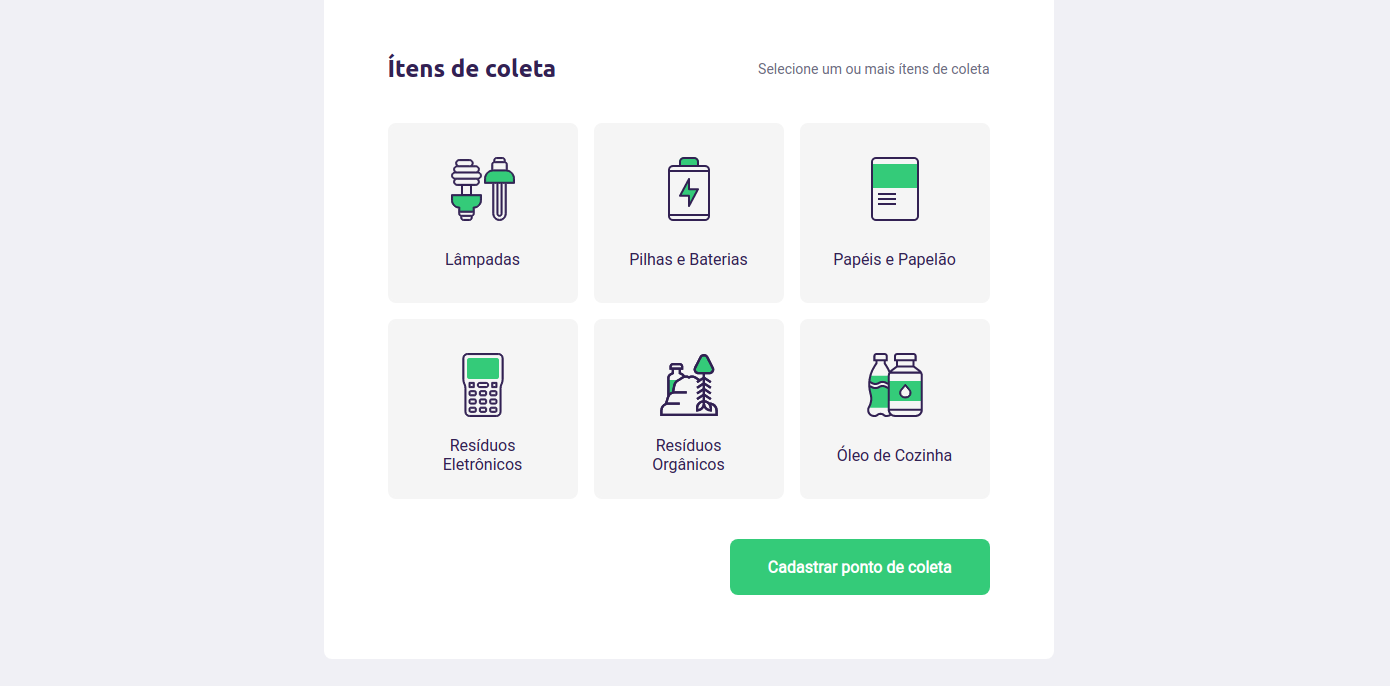 Ítens de coleta
Selecione um ou mais ítens de coleta
Lâmpadas
Pilhas e Baterias
Papéis e Papelão
Resíduos
Eletrônicos
Resíduos
Orgânicos
Óleo de Cozinha
Cadastrar ponto de coleta